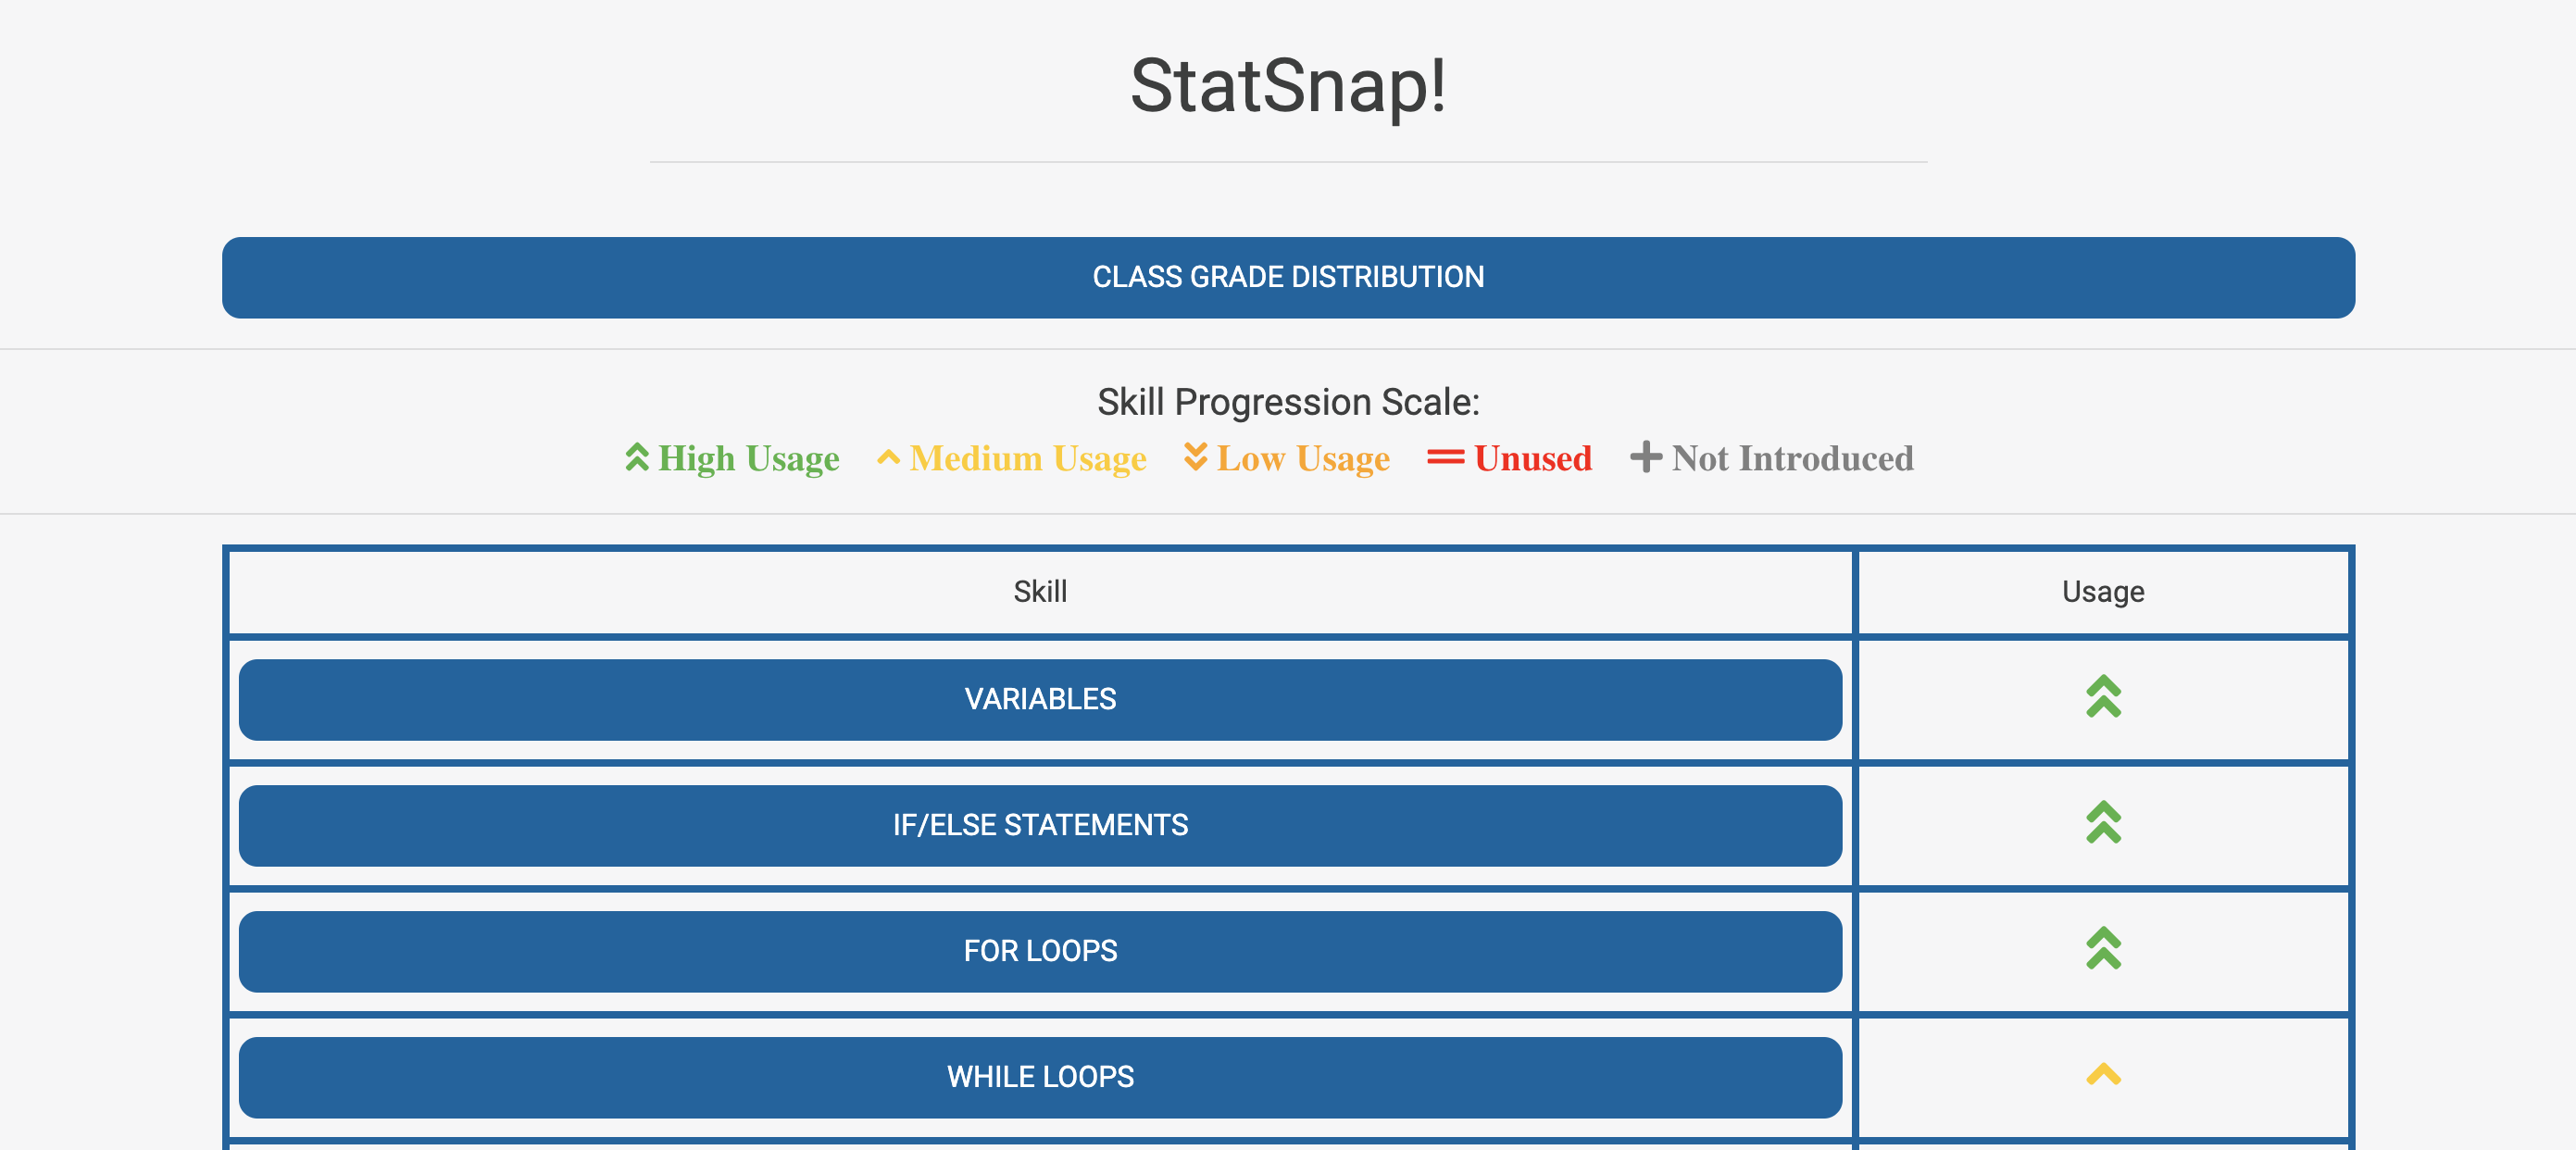 StatSnap!
CLASS GRADE DISTRIBUTION
Skill Progression Scale:
High Usage Medium Usage Low Usage Unused Not Introduced
Skill Usage
VARIABLES
IF/ELSE STATEMENTS
FOR LOOPS
WHILE LOOPS